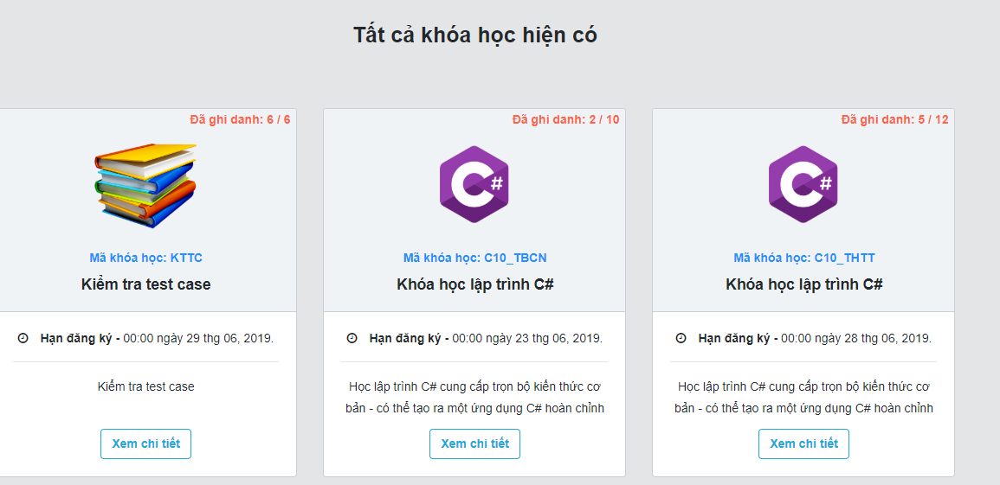 Tất cả khóa học hiện có
Đã ghi danh: 6 / 6
Mã khóa học: KTTC
Kiểm tra test case
Hạn đăng ký - 00:00 ngày 29 thg 06, 2019.
Kiểm tra test case
Xem chi tiết
Đã ghi danh: 2 / 10
C#
Mã khóa học: C10_TBCN
Khóa học lập trình C#
Hạn đăng ký - 00:00 ngày 23 thg 06, 2019.
Học lập trình C# cung cấp trọn bộ kiến thức cơ
bản - có thể tạo ra một ứng dụng C# hoàn chỉnh
Xem chi tiết
Đã ghi danh: 5 / 12
C#
Mã khóa học: C10_THTT
Khóa học lập trình C#
Hạn đăng ký - 00:00 ngày 28 thg 06, 2019.
Học lập trình C# cung cấp trọn bộ kiến thức cơ
bản - có thể tạo ra một ứng dụng C# hoàn chỉnh
Xem chi tiết